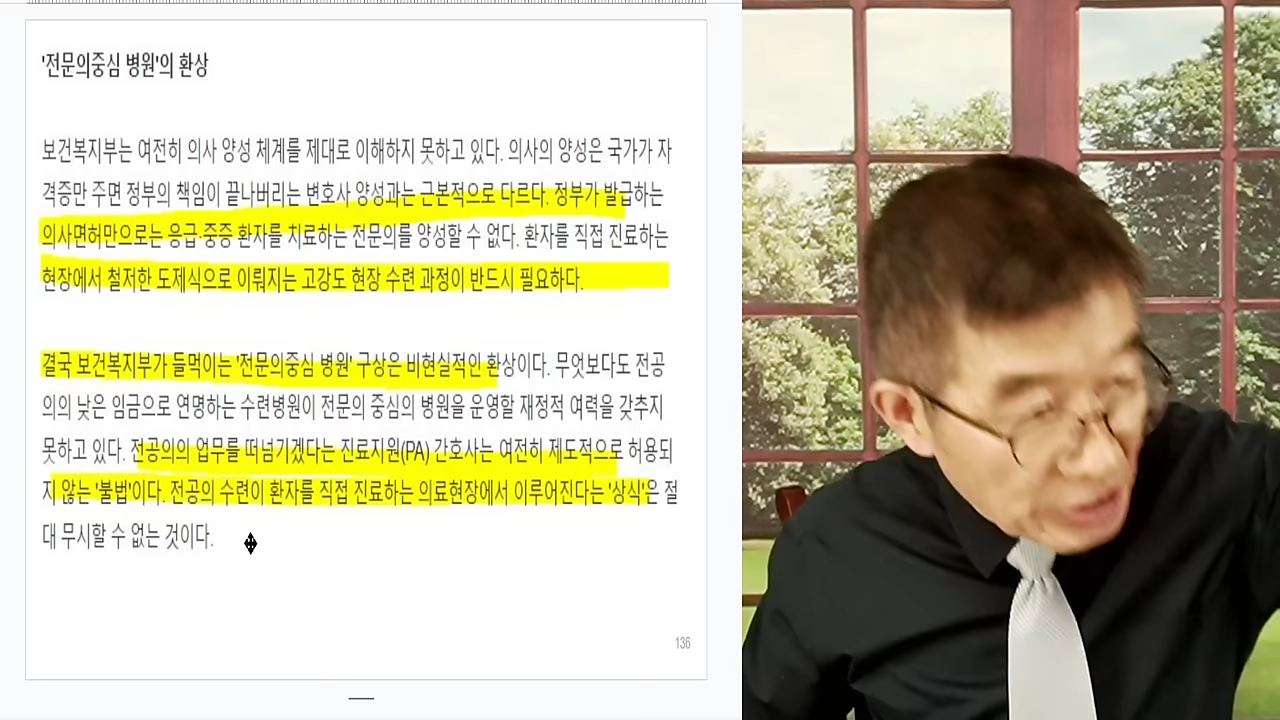 '전문의중심 병원'의 환상
보건복지부는 여전히 의사 양성 체계를 제대로 이해하지 못하고 있다. 의사의 양성은 국가가 자
격증만 주면 정부의 책임이 끝나버리는 변호사 양성과는 근본적으로 다르다. 정부가 발급하는
의사면허만으로는 응급·중증 환자를 치료하는 전문의를 양성할 수 없다. 환자를 직접 진료하는
현장에서 철저한 도제식으로 이뤄지는 고강도 현장 수련 과정이 반드시 필요하다.
결국 보건복지부가 들먹이는 '전문의중심 병원' 구상은 비현실적인 환상이다. 무엇보다도 전공
의의 낮은 임금으로 연명하는 수련병원이 전문의 중심의 병원을 운영할 재정적 여력을 갖추지
못하고 있다. 전공의의 업무를 떠넘기겠다는 진료지원(PA) 간호사는 여전히 제도적으로 허용되
지 않는 '불법'이다. 전공의 수련이 환자를 직접 진료하는 의료현장에서 이루어진다는 '상식'은 절
대 무시할 수 없는 것이다.
136